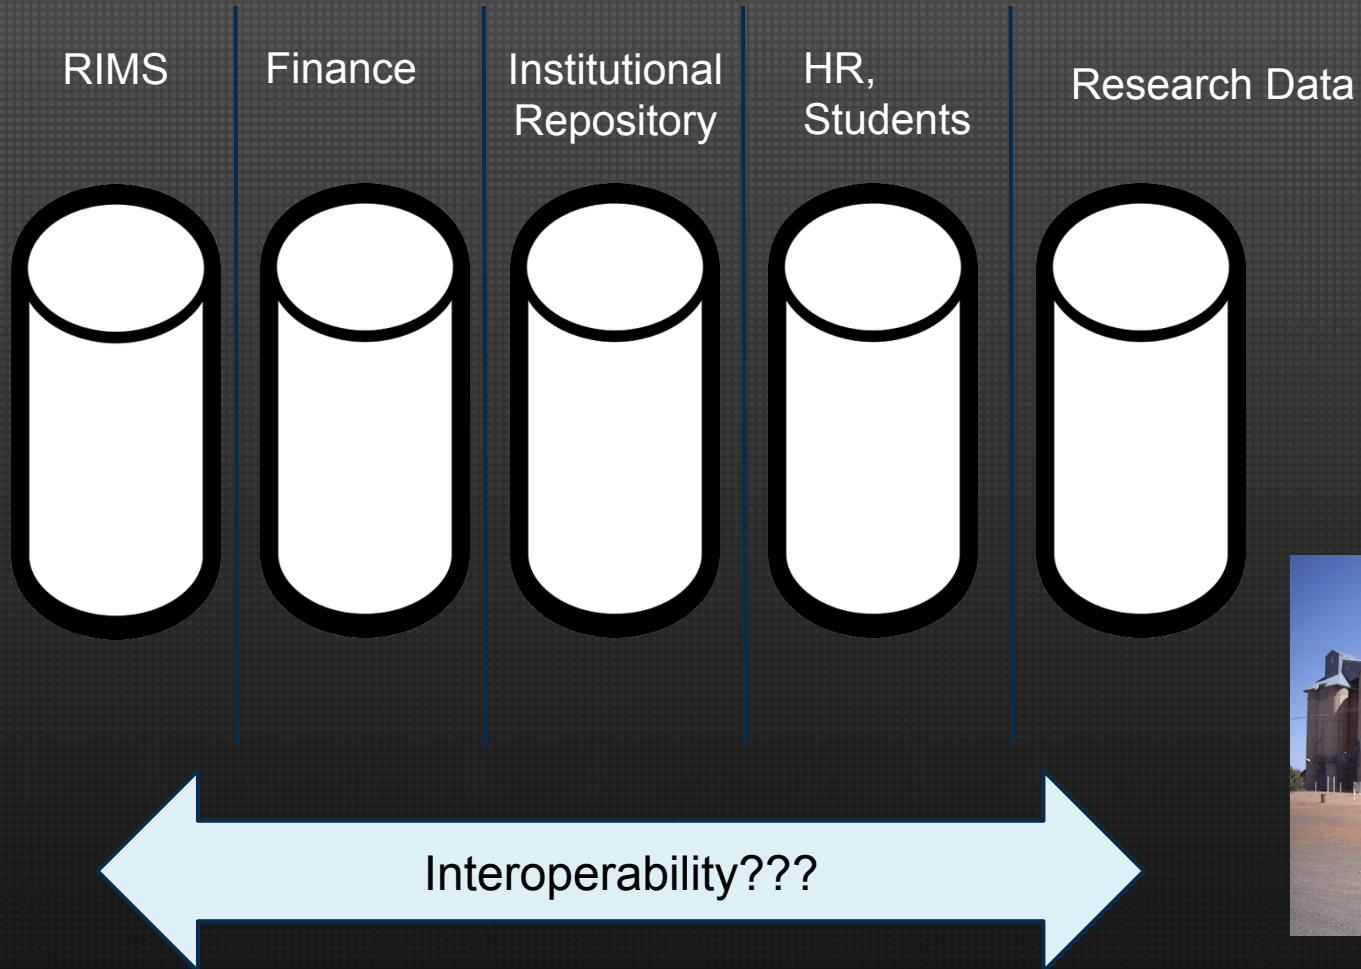 RIMS
Finance
Institutional
Repository
HR,
Students
Research Data
Interoperability???